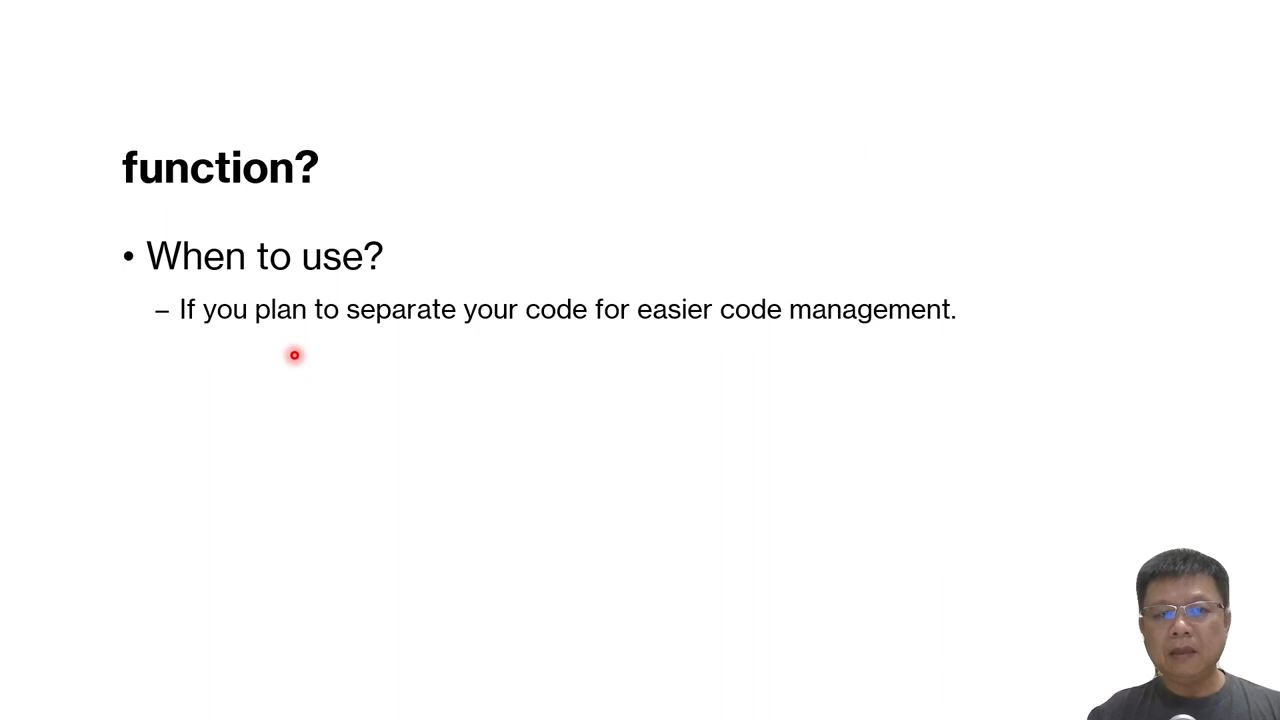 function?
• When to use?
– If you plan to separate your code for easier code management.